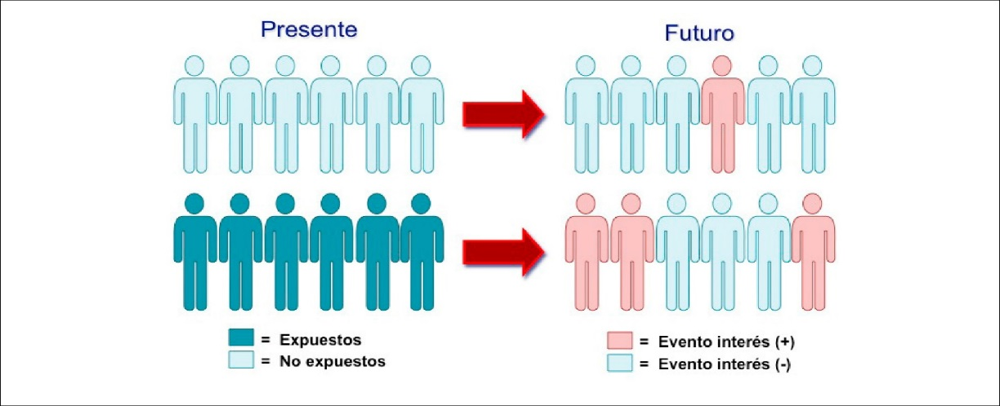 Presente
Futuro
= Expuestos
= No expuestos
= Evento interés (+)
= Evento interés (-)